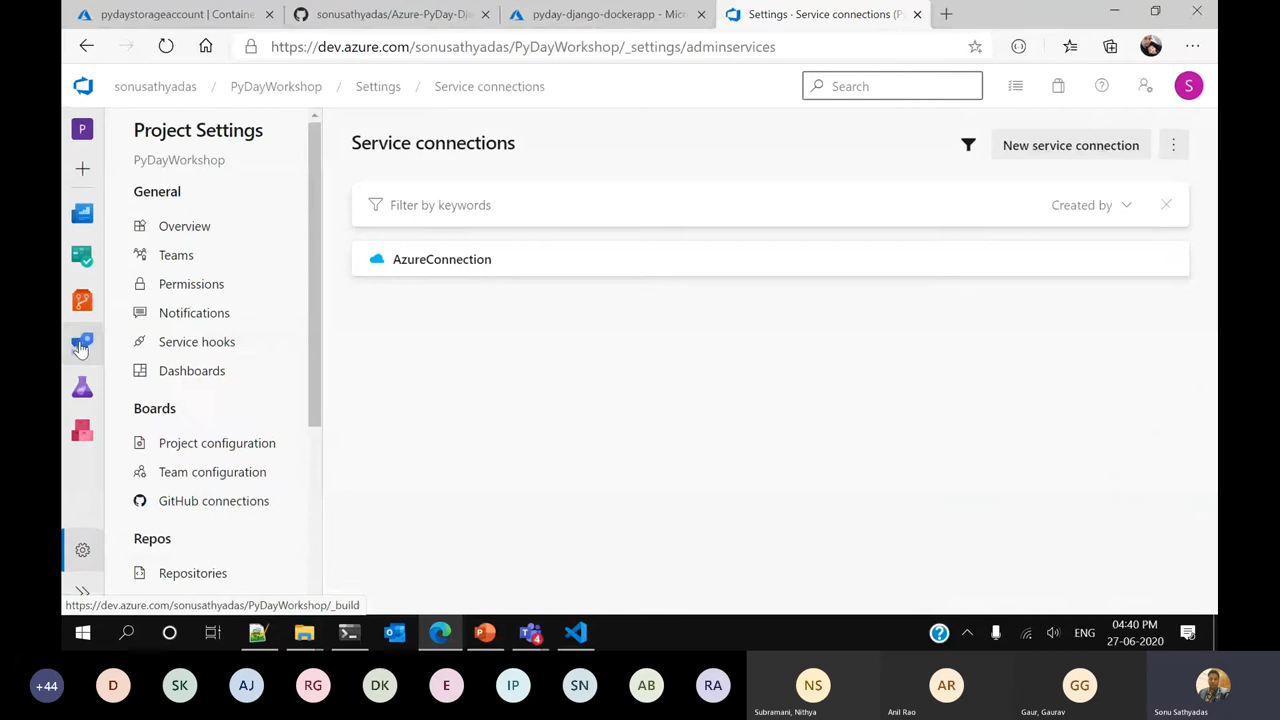 pydaystorageaccount | Containe
sonusathyadas/Azure-PyDay-Dj
pyday-django-dockerapp - Micr
Settings · Service connections (P
https://dev.azure.com/sonusathyadas/PyDayWorkshop/_settings/adminservices
sonusathyadas / PyDayWorkshop / Settings / Service connections
Search
S
P
Project Settings
PyDayWorkshop
General
Overview
Teams
Permissions
Notifications
Service hooks
Dashboards
Boards
Project configuration
Team configuration
GitHub connections
Repos
Repositories
Service connections
New service connection
Filter by keywords
Created by
AzureConnection
https://dev.azure.com/sonusathyadas/PyDayWorkshop/_build
4
ENG
04:40 PM
27-06-2020
+44
D
SK
AJ
RG
DK
E
IP
SN
AB
RA
NS
Subramani, Nithya
AR
Anil Rao
GG
Gaur, Gaurav
Sonu Sathyadas